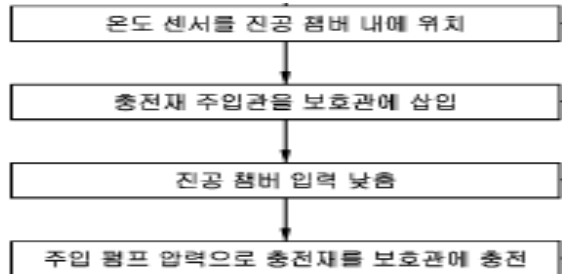 온도 센서를 진공 챔버 내에 위치
충전재 주입관을 보호관에 삽입
진공 챔버 입력 낮춤
주입 펌프 압력으로 충전재를 보호관에 충전